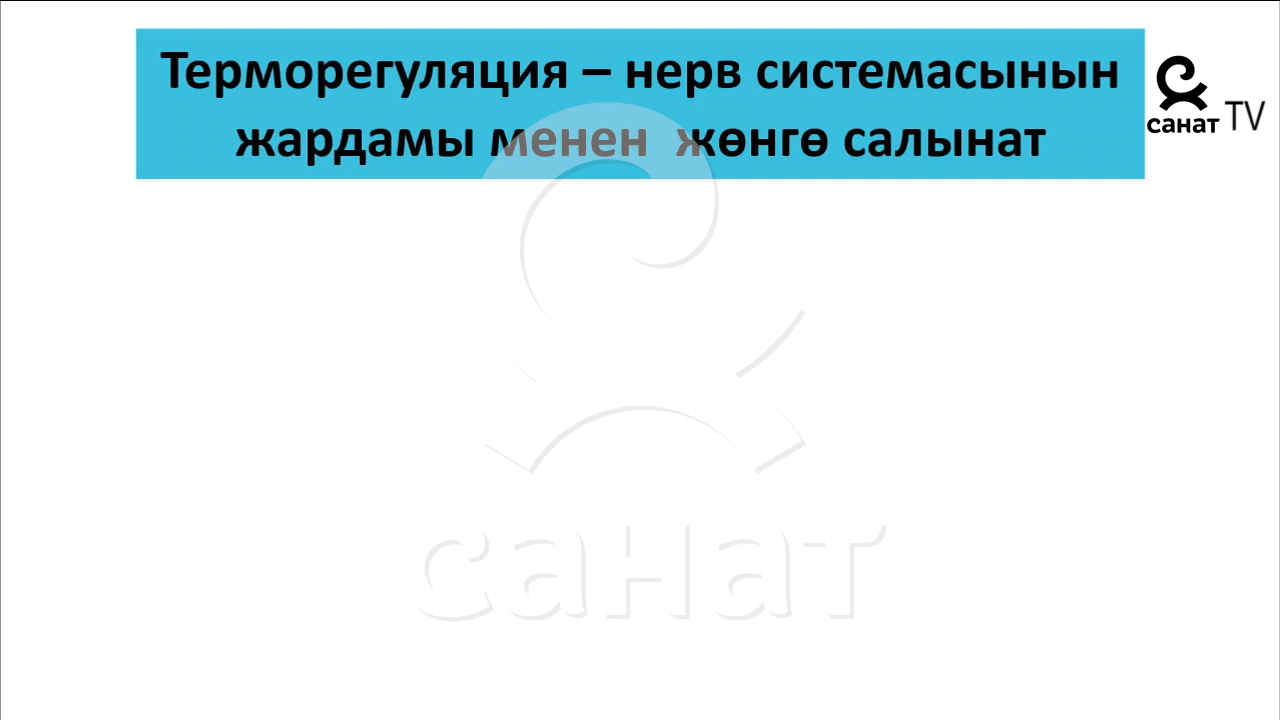 Терморегуляция – нерв системасынын
жардамы менен жөнгө салынат
санат TV
санат